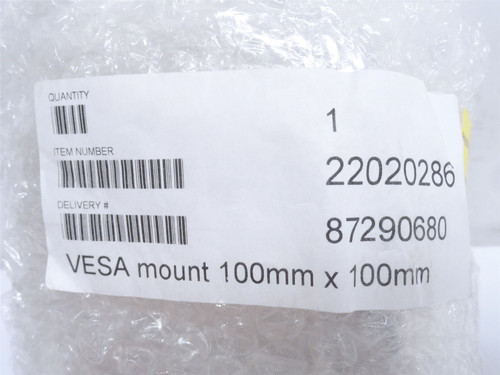 QUANTITY 1
ITEM NUMBER 22020286
DELIVERY # 87290680
VESA mount 100mm x 100mm